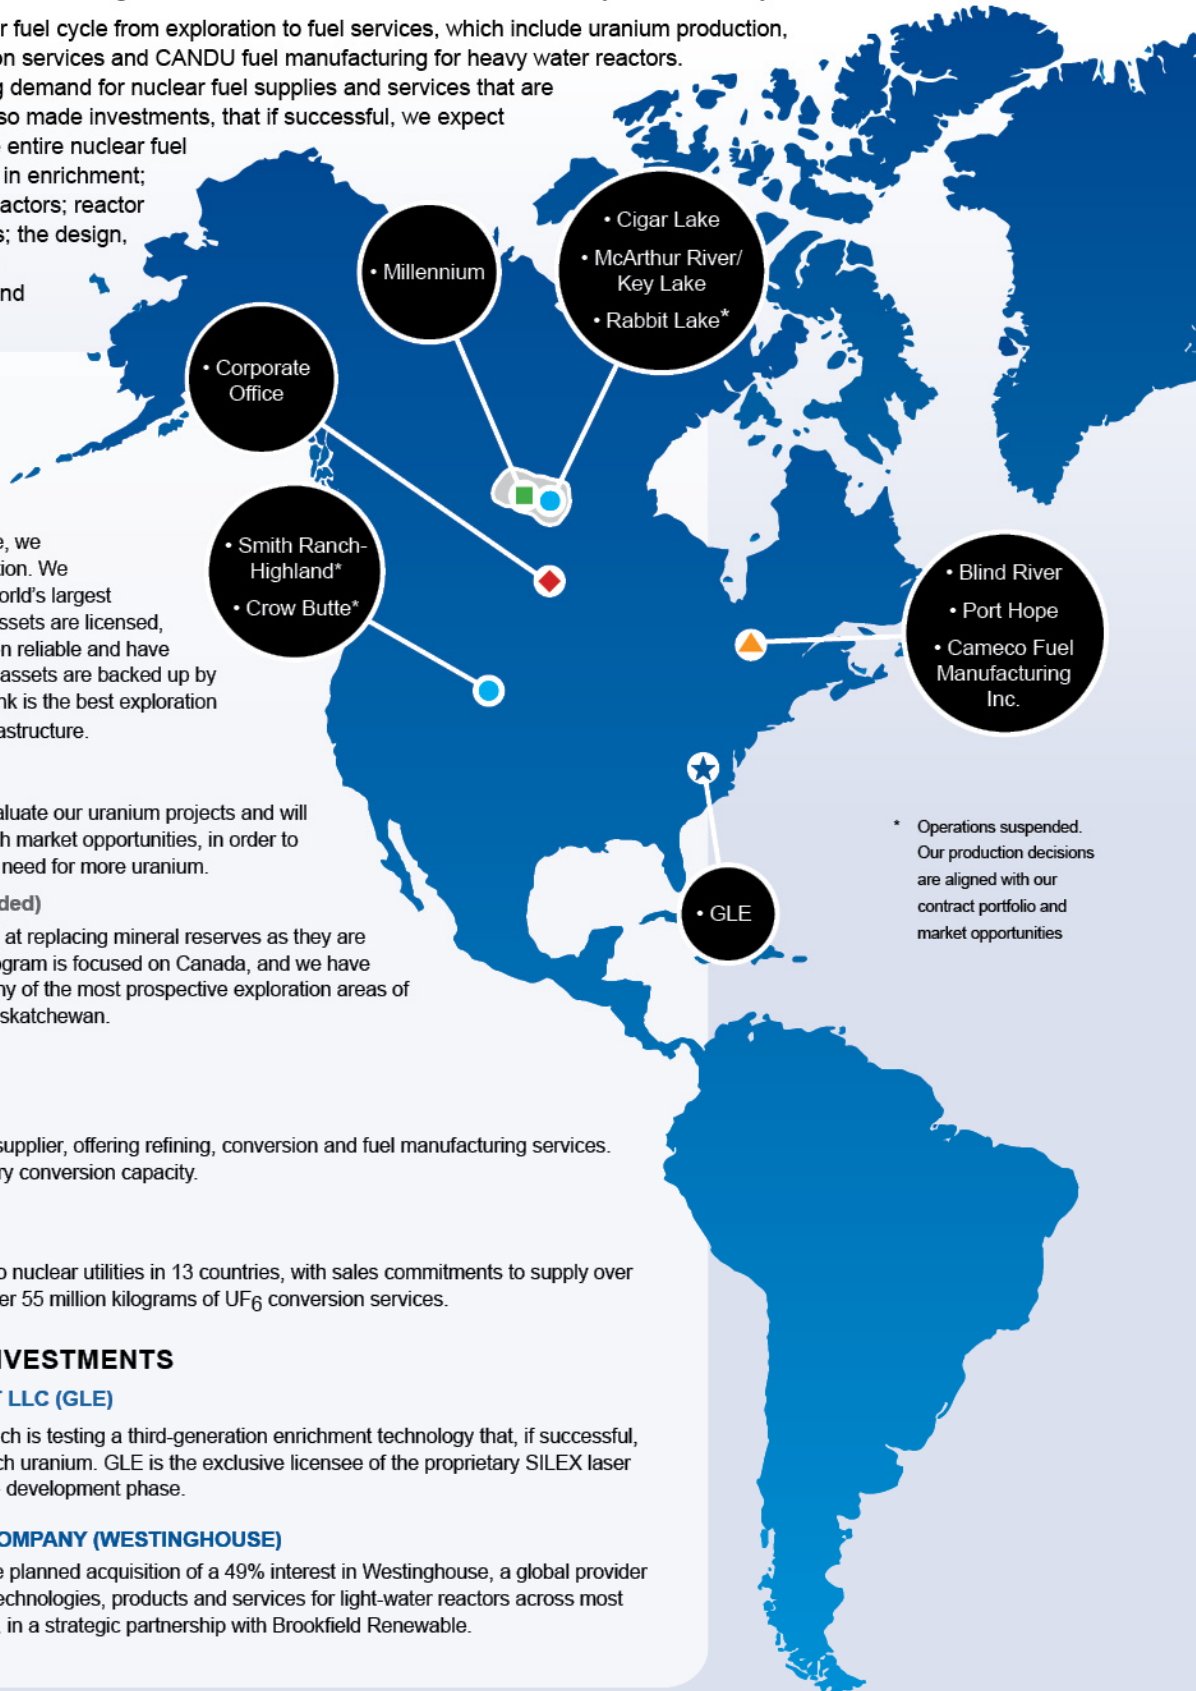 r fuel cycle from exploration to fuel services, which include uranium production,
on services and CANDU fuel manufacturing for heavy water reactors.
g demand for nuclear fuel supplies and services that are
so made investments, that if successful, we expect
entire nuclear fuel
in enrichment;
actors; reactor
s; the design,
nd
• Millennium
• Cigar Lake
• McArthur River/
Key Lake
• Rabbit Lake*
• Corporate
Office
• Smith Ranch-
Highland*
• Crow Butte*
• Blind River
• Port Hope
• Cameco Fuel
Manufacturing
Inc.
e, we
tion. We
orld's largest
ssets are licensed,
en reliable and have
assets are backed up by
nk is the best exploration
astructure.
aluate our uranium projects and will
h market opportunities, in order to
need for more uranium.
ded)
at replacing mineral reserves as they are
ogram is focused on Canada, and we have
ny of the most prospective exploration areas of
skatchewan.
• GLE
* Operations suspended.
Our production decisions
are aligned with our
contract portfolio and
market opportunities
supplier, offering refining, conversion and fuel manufacturing services.
ry conversion capacity.
o nuclear utilities in 13 countries, with sales commitments to supply over
er 55 million kilograms of UF6 conversion services.
NVESTMENTS
T LLC (GLE)
ch is testing a third-generation enrichment technology that, if successful,
ch uranium. GLE is the exclusive licensee of the proprietary SILEX laser
development phase.
OMPANY (WESTINGHOUSE)
e planned acquisition of a 49% interest in Westinghouse, a global provider
echnologies, products and services for light-water reactors across most
, in a strategic partnership with Brookfield Renewable.